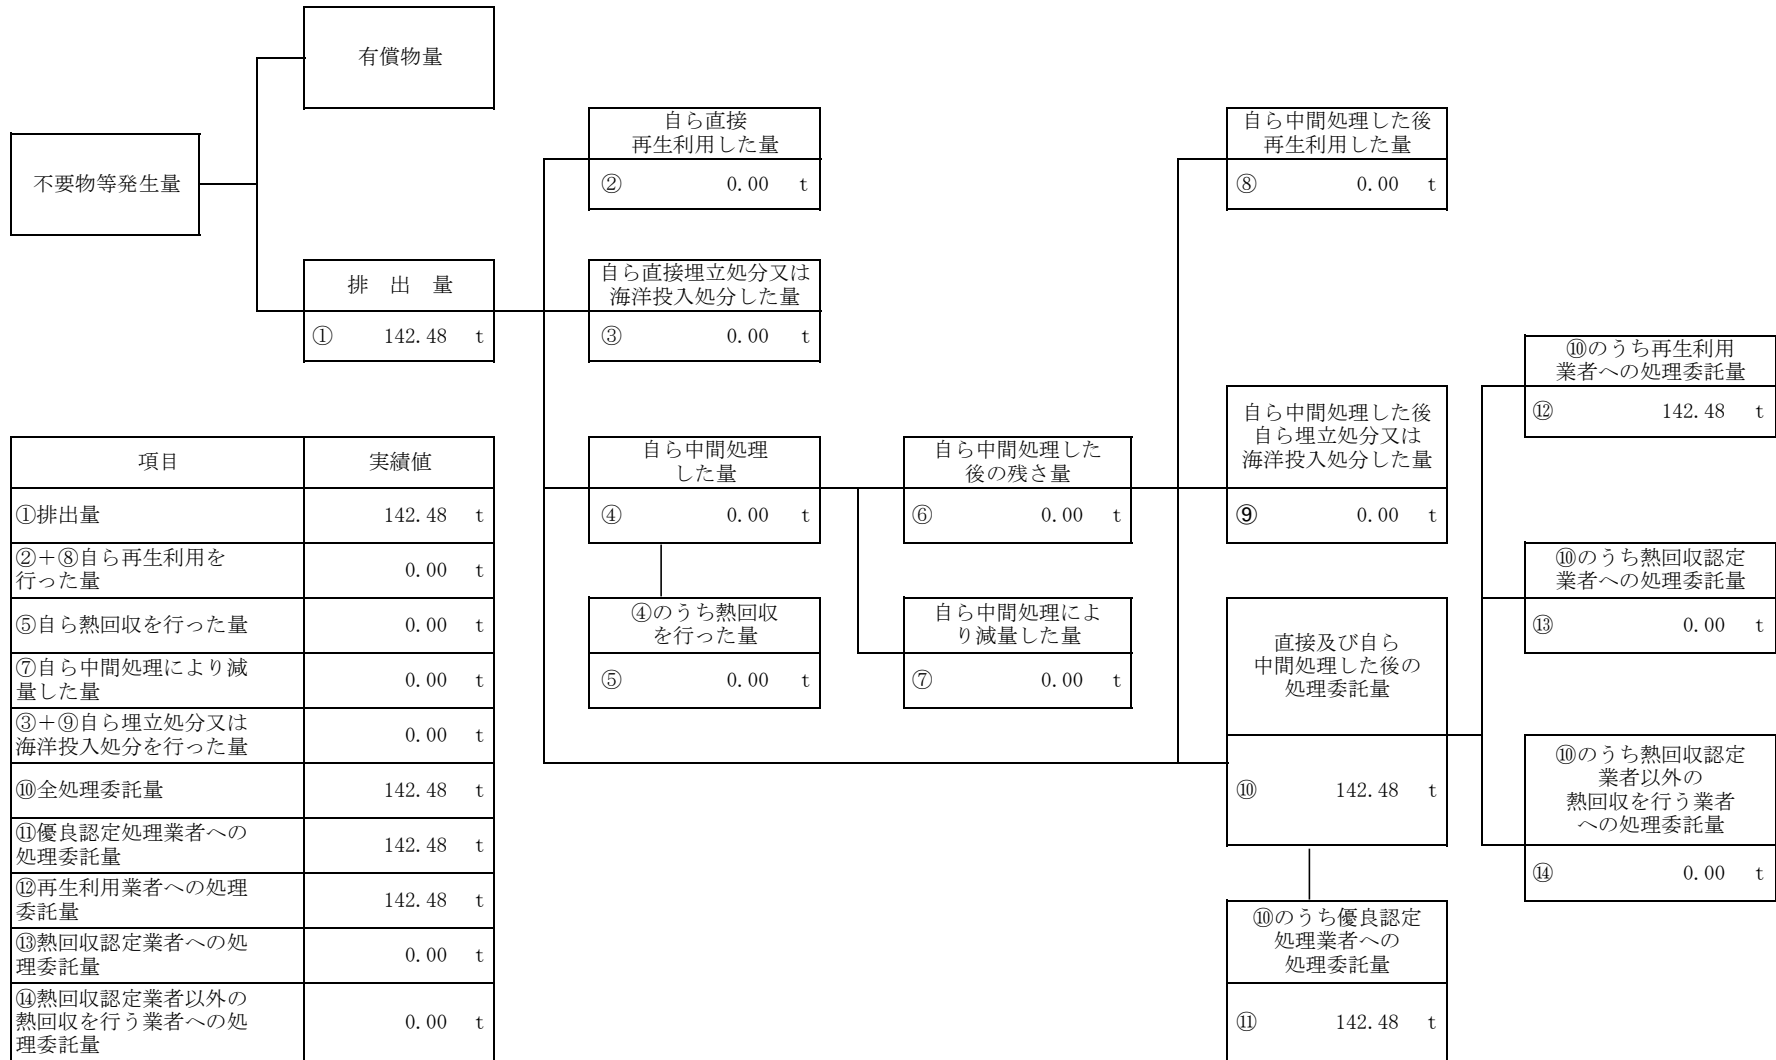 有償物量
不要物等発生量
排 出 量
① 142.48 t
自ら直接
再生利用した量
② 0.00 t
自ら直接埋立処分又は
海洋投入処分した量
③ 0.00 t
自ら中間処理
した量
④ 0.00 t
④のうち熱回収
を行った量
⑤ 0.00 t
自ら中間処理した
後の残さ量
⑥ 0.00 t
自ら中間処理によ
り減量した量
⑦ 0.00 t
自ら中間処理した後
再生利用した量
⑧ 0.00 t
自ら中間処理した後
自ら埋立処分又は
海洋投入処分した量
⑨ 0.00 t
直接及び自ら
中間処理した後の
処理委託量
⑩ 142.48 t
⑩のうち優良認定
処理業者への
処理委託量
⑪ 142.48 t
⑩のうち再生利用
業者への処理委託量
⑫ 142.48 t
⑩のうち熱回収認定
業者への処理委託量
⑬ 0.00 t
⑩のうち熱回収認定
業者以外の
熱回収を行う業者
への処理委託量
⑭ 0.00 t
項目 実績値
①排出量 142.48 t
②+⑧自ら再生利用を
行った量 0.00 t
⑤自ら熱回収を行った量 0.00 t
⑦自ら中間処理により減
量した量 0.00 t
③+⑨自ら埋立処分又は
海洋投入処分を行った量 0.00 t
⑩全処理委託量 142.48 t
⑪優良認定処理業者への
処理委託量 142.48 t
⑫再生利用業者への処理
委託量 142.48 t
⑬熱回収認定業者への処
理委託量 0.00 t
⑭熱回収認定業者以外の
熱回収を行う業者への処
理委託量 0.00 t